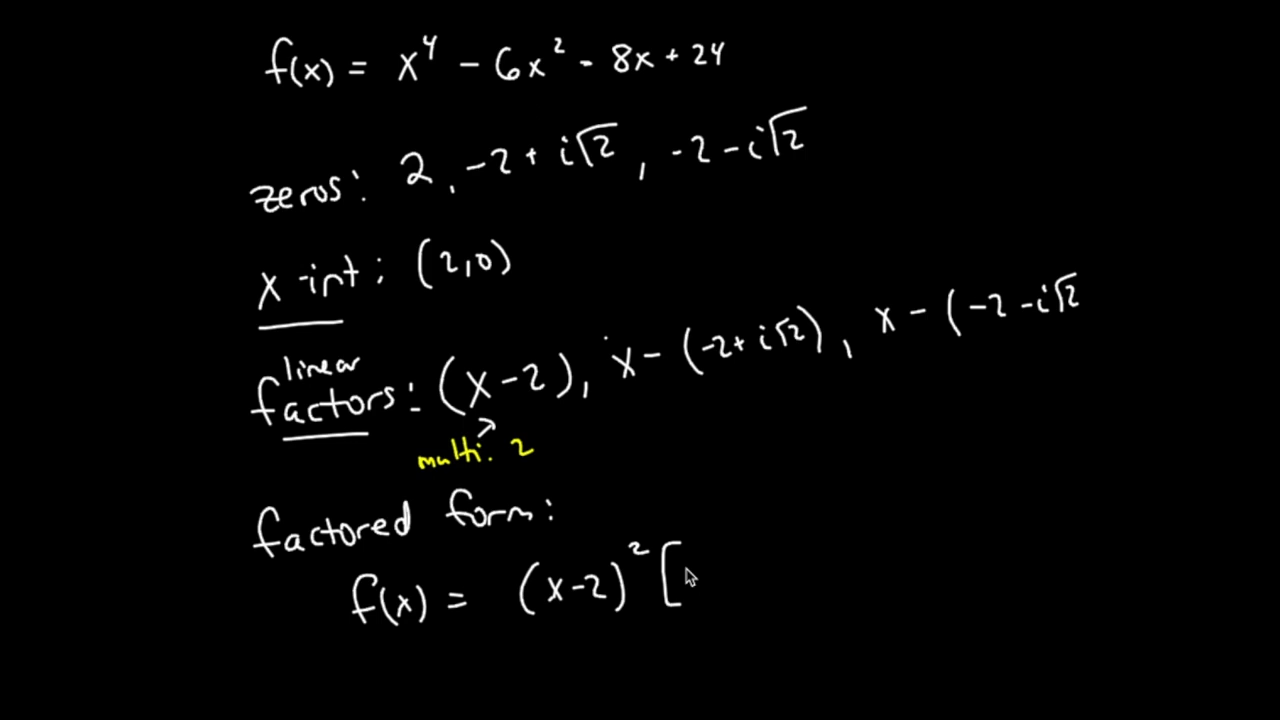 f(x) = x⁴ - 6x² - 8x + 24
zeros: 2, -2 + i√2, -2 - i√2
x-int: (2,0)
linear
factors: (x-2), x - (-2 + i√2), x - (-2 - i√2
multi. 2
factored form:
f(x) = (x-2)² [